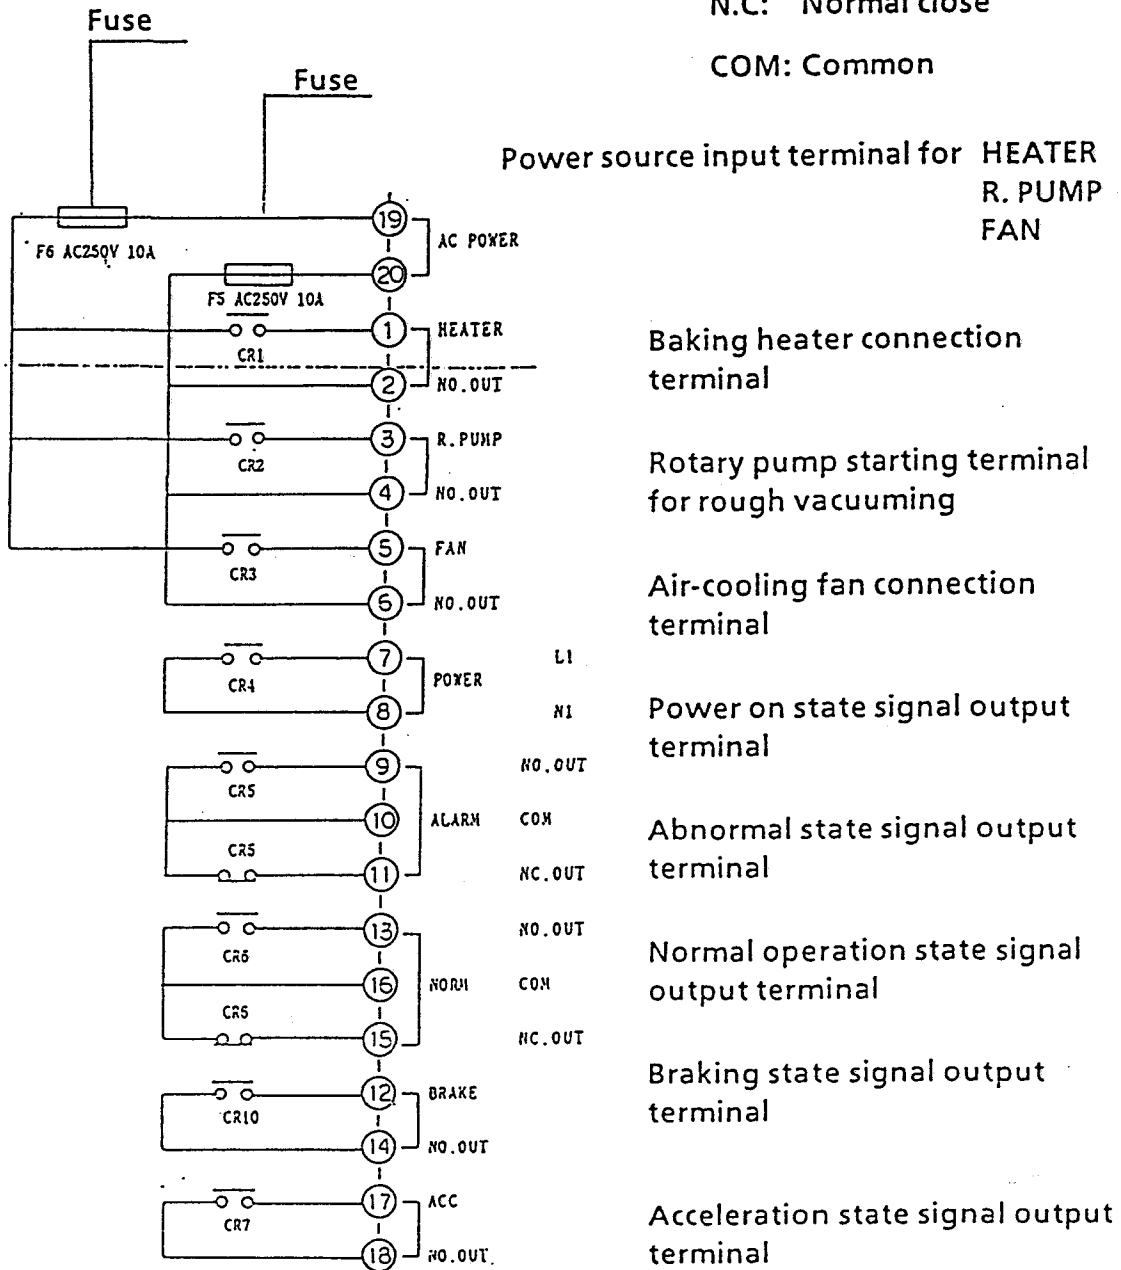 N.C: Normal close
Fuse
COM: Common
Fuse
Power source input terminal for HEATER
R. PUMP
FAN
19
AC POWER
F6 AC250V 10A
20
F5 AC250V 10A
1 HEATER
CR1
Baking heater connection
terminal
2 NO.OUT
3 R.PUMP
CR2
Rotary pump starting terminal
for rough vacuuming
4 NO.OUT
5 FAN
CR3
Air-cooling fan connection
terminal
6 NO.OUT
7 L1
CR4
POWER
8 N1
Power on state signal output
terminal
9 NO.OUT
CR5
10 ALARM COM
Abnormal state signal output
terminal
CR5
11 NC.OUT
13 NO.OUT
CR6
Normal operation state signal
output terminal
16 NORM COM
CR6
15 NC.OUT
12 BRAKE
CR10
Braking state signal output
terminal
14 NO.OUT
17 ACC
CR7
Acceleration state signal output
terminal
18 NO.OUT